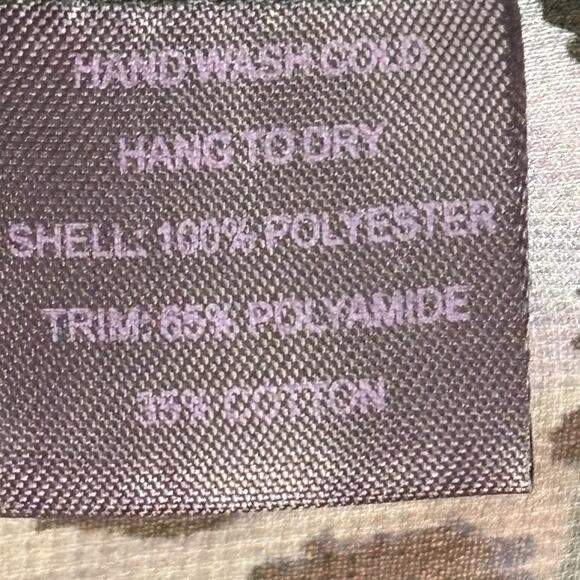 HAND WASH COLD
HANG TO DRY
SHELL: 100% POLYESTER
TRIM: 65% POLYAMIDE
35% COTTON